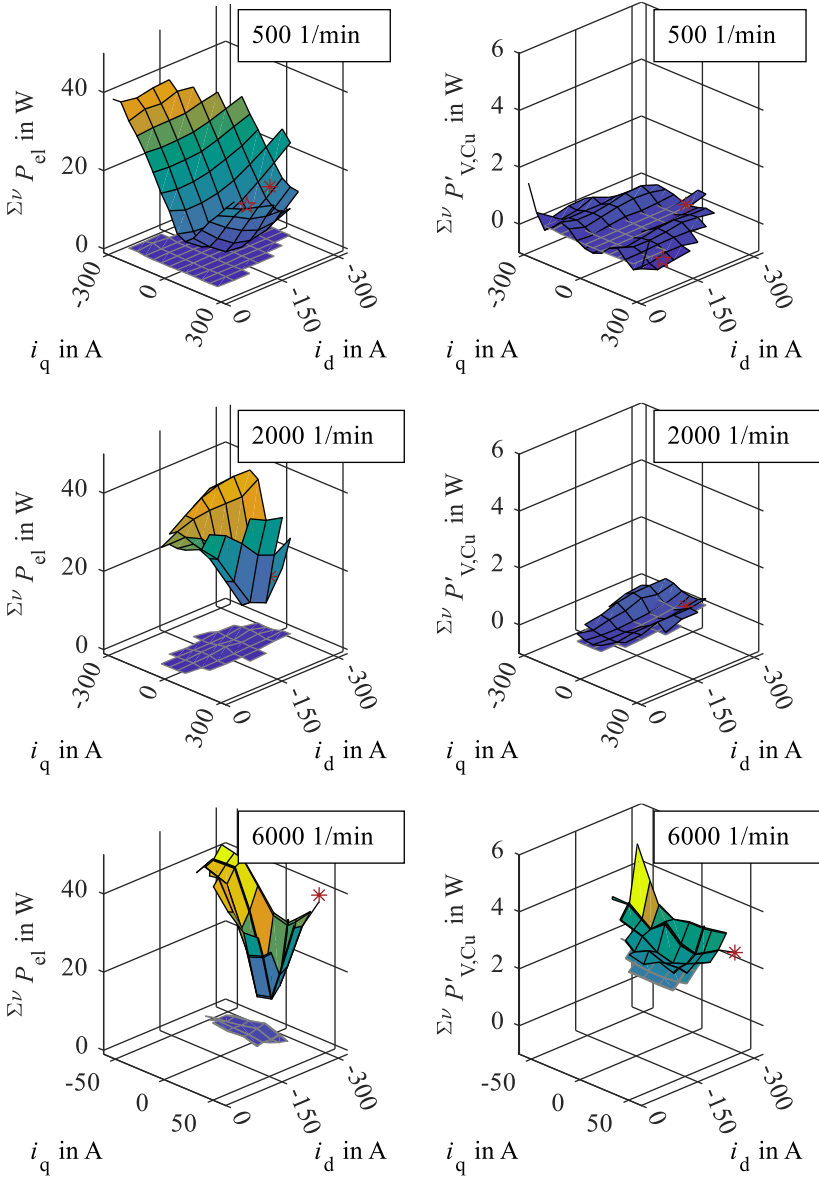 500 1/min
500 1/min
Σν P_el in W
40
20
0
-300
0
300
0
-150
-300
i_q in A
i_d in A
Σν P′_V,Cu in W
6
4
2
0
-300
0
300
0
-150
-300
i_q in A
i_d in A
2000 1/min
2000 1/min
Σν P_el in W
40
20
0
-300
0
300
0
-150
-300
i_q in A
i_d in A
Σν P′_V,Cu in W
6
4
2
0
-300
0
300
0
-150
-300
i_q in A
i_d in A
6000 1/min
6000 1/min
Σν P_el in W
40
20
0
-50
0
50
0
-150
-300
i_q in A
i_d in A
Σν P′_V,Cu in W
6
4
2
0
-50
0
50
0
-150
-300
i_q in A
i_d in A